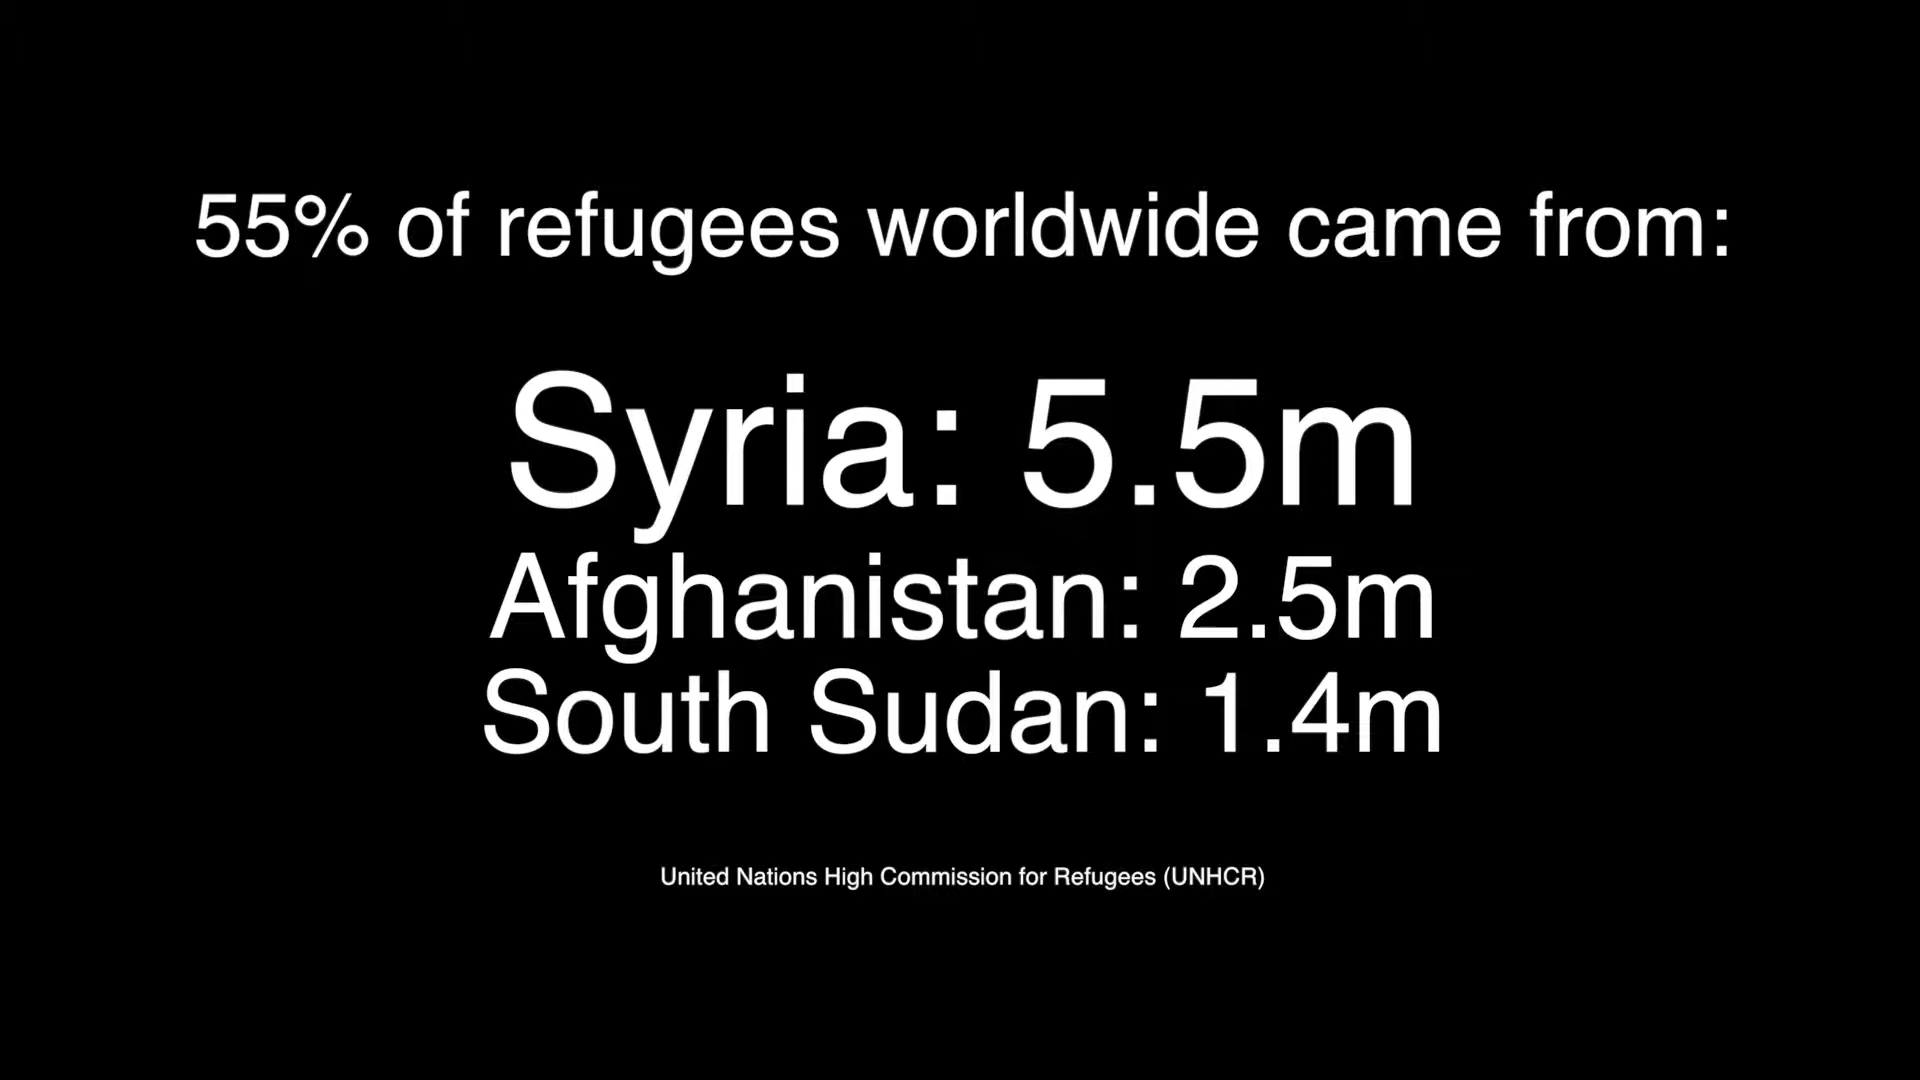 55% of refugees worldwide came from:
Syria: 5.5m
Afghanistan: 2.5m
South Sudan: 1.4m
United Nations High Commission for Refugees (UNHCR)